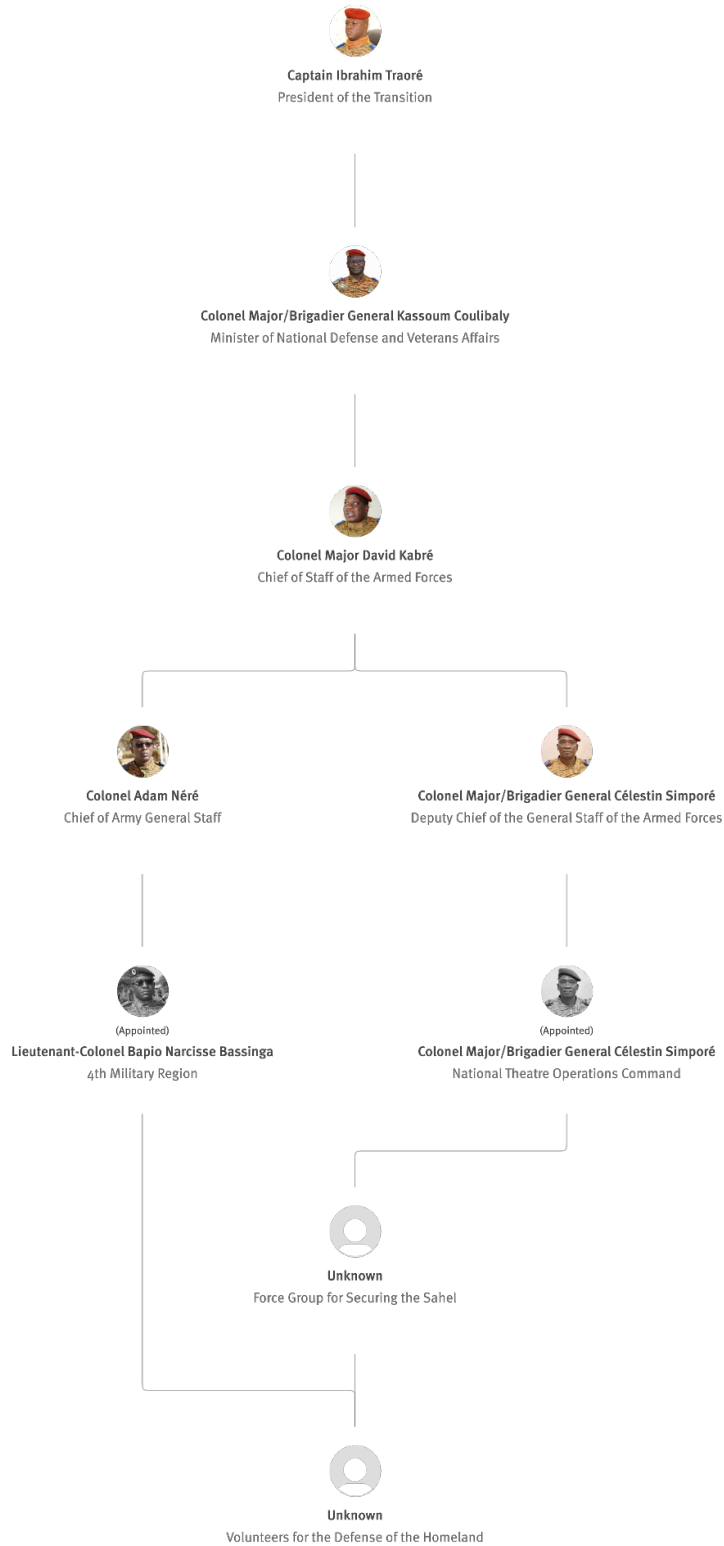 Captain Ibrahim Traoré
President of the Transition
Colonel Major/Brigadier General Kassoum Coulibaly
Minister of National Defense and Veterans Affairs
Colonel Major David Kabré
Chief of Staff of the Armed Forces
Colonel Adam Néré
Chief of Army General Staff
Colonel Major/Brigadier General Célestin Simporé
Deputy Chief of the General Staff of the Armed Forces
(Appointed)
Lieutenant-Colonel Bapio Narcisse Bassinga
4th Military Region
(Appointed)
Colonel Major/Brigadier General Célestin Simporé
National Theatre Operations Command
Unknown
Force Group for Securing the Sahel
Unknown
Volunteers for the Defense of the Homeland